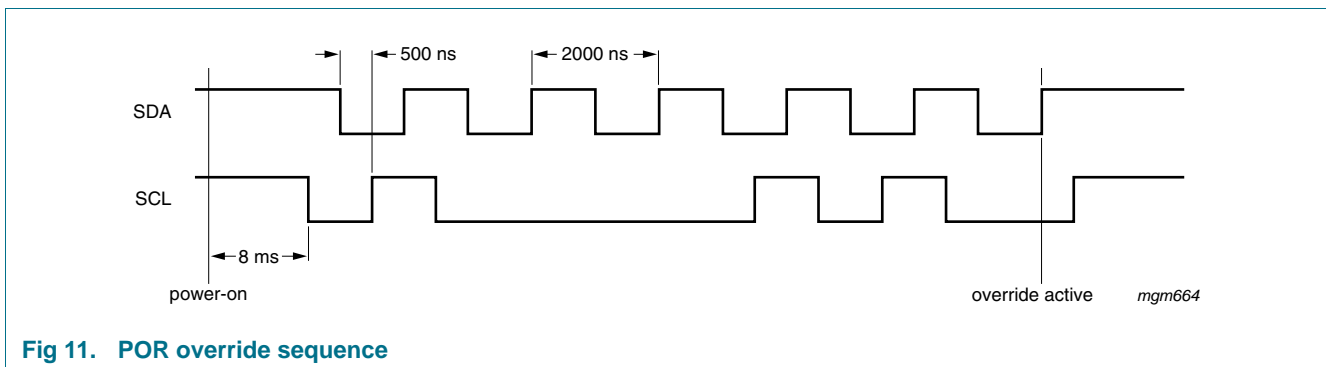 500 ns
2000 ns
SDA
SCL
8 ms
power-on
override active
mgm664
Fig 11. POR override sequence